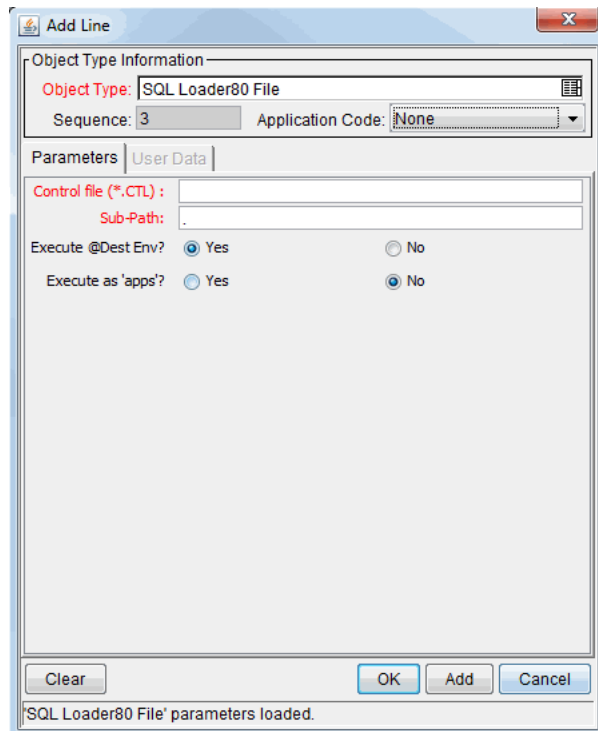 Add Line
Object Type Information
Object Type: SQL Loader80 File
Sequence: 3 Application Code: None
Parameters User Data
Control file (*.CTL) :
Sub-Path: .
Execute @Dest Env? Yes No
Execute as 'apps'? Yes No
Clear OK Add Cancel
'SQL Loader80 File' parameters loaded.